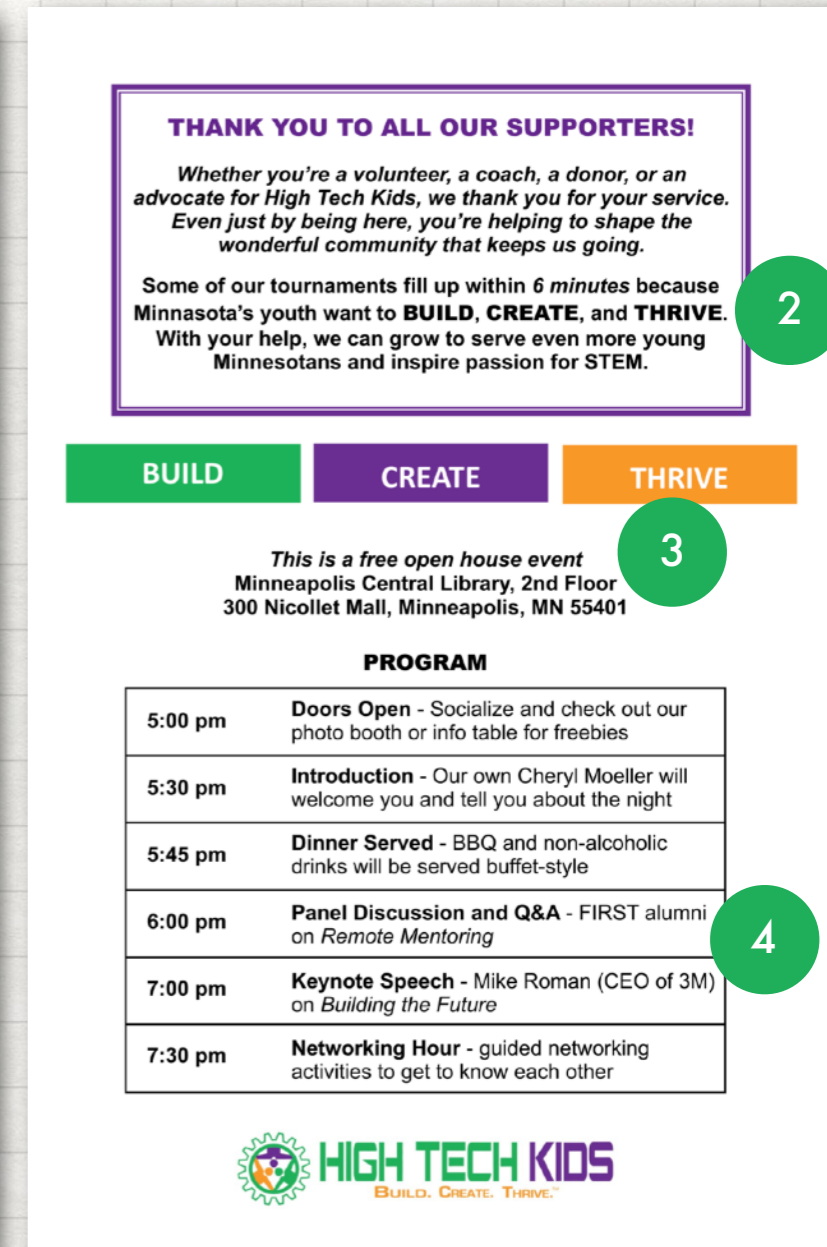 THANK YOU TO ALL OUR SUPPORTERS!
Whether you're a volunteer, a coach, a donor, or an
advocate for High Tech Kids, we thank you for your service.
Even just by being here, you're helping to shape the
wonderful community that keeps us going.
Some of our tournaments fill up within 6 minutes because
Minnasota's youth want to BUILD, CREATE, and THRIVE.
With your help, we can grow to serve even more young
Minnesotans and inspire passion for STEM.
2
BUILD CREATE THRIVE
3
This is a free open house event
Minneapolis Central Library, 2nd Floor
300 Nicollet Mall, Minneapolis, MN 55401
PROGRAM
5:00 pm Doors Open - Socialize and check out our
photo booth or info table for freebies
5:30 pm Introduction - Our own Cheryl Moeller will
welcome you and tell you about the night
5:45 pm Dinner Served - BBQ and non-alcoholic
drinks will be served buffet-style
6:00 pm Panel Discussion and Q&A - FIRST alumni
on Remote Mentoring
4
7:00 pm Keynote Speech - Mike Roman (CEO of 3M)
on Building the Future
7:30 pm Networking Hour - guided networking
activities to get to know each other
HIGH TECH KIDS
BUILD. CREATE. THRIVE.™